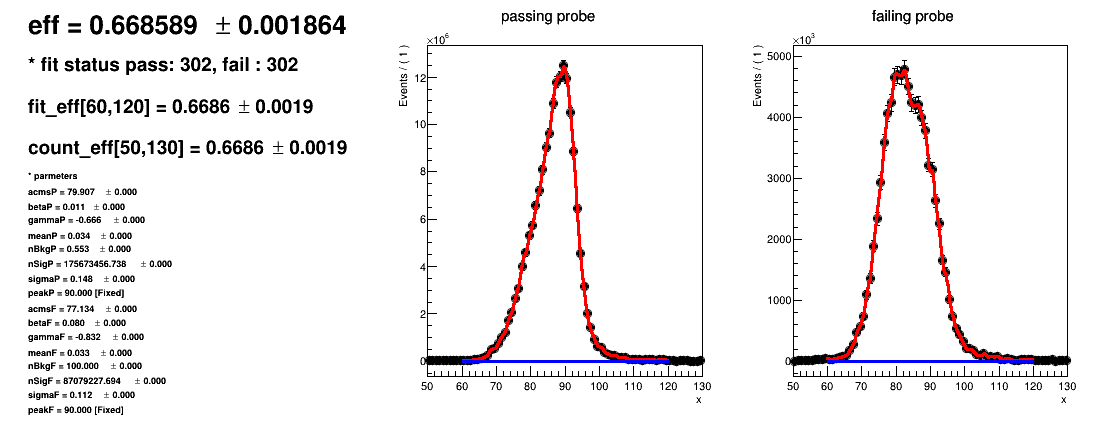 eff = 0.668589 ± 0.001864
* fit status pass: 302, fail : 302
fit_eff[60,120] = 0.6686 ± 0.0019
count_eff[50,130] = 0.6686 ± 0.0019
* parmeters
acmsP = 79.907 ± 0.000
betaP = 0.011 ± 0.000
gammaP = -0.666 ± 0.000
meanP = 0.034 ± 0.000
nBkgP = 0.553 ± 0.000
nSigP = 175673456.738 ± 0.000
sigmaP = 0.148 ± 0.000
peakP = 90.000 [Fixed]
acmsF = 77.134 ± 0.000
betaF = 0.080 ± 0.000
gammaF = -0.832 ± 0.000
meanF = 0.033 ± 0.000
nBkgF = 100.000 ± 0.000
nSigF = 87079227.694 ± 0.000
sigmaF = 0.112 ± 0.000
peakF = 90.000 [Fixed]
passing probe
×10⁶
Events / ( 1 )
12
10
8
6
4
2
0
50 60 70 80 90 100 110 120 130
x
failing probe
×10³
Events / ( 1 )
5000
4000
3000
2000
1000
0
50 60 70 80 90 100 110 120 130
x